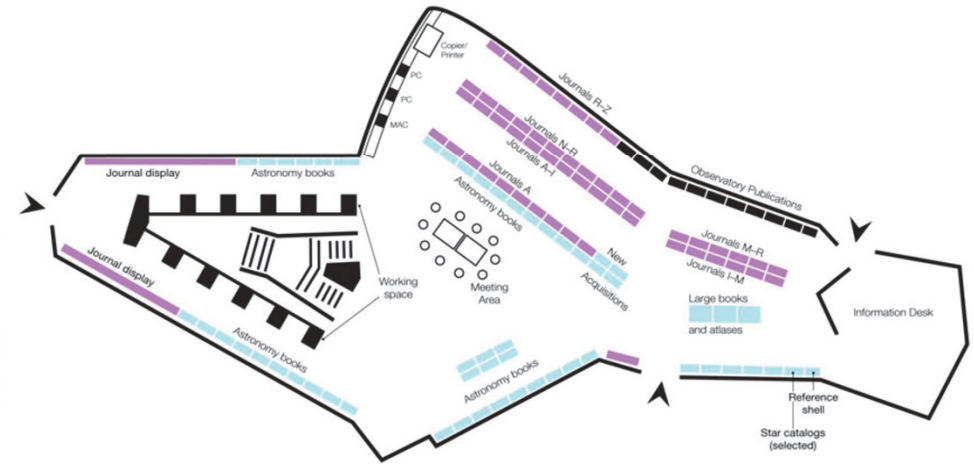 Copier/
Printer
PC
PC
MAC
Journals R–Z
Journals N–R
Journals A–I
Journals A
Astronomy books
Observatory Publications
Journal display
Astronomy books
New
Acquisitions
Journals M–R
Journals I–M
Journal display
Working
space
Meeting
Area
Large books
and atlases
Information Desk
Astronomy books
Astronomy books
Reference
shell
Star catalogs
(selected)